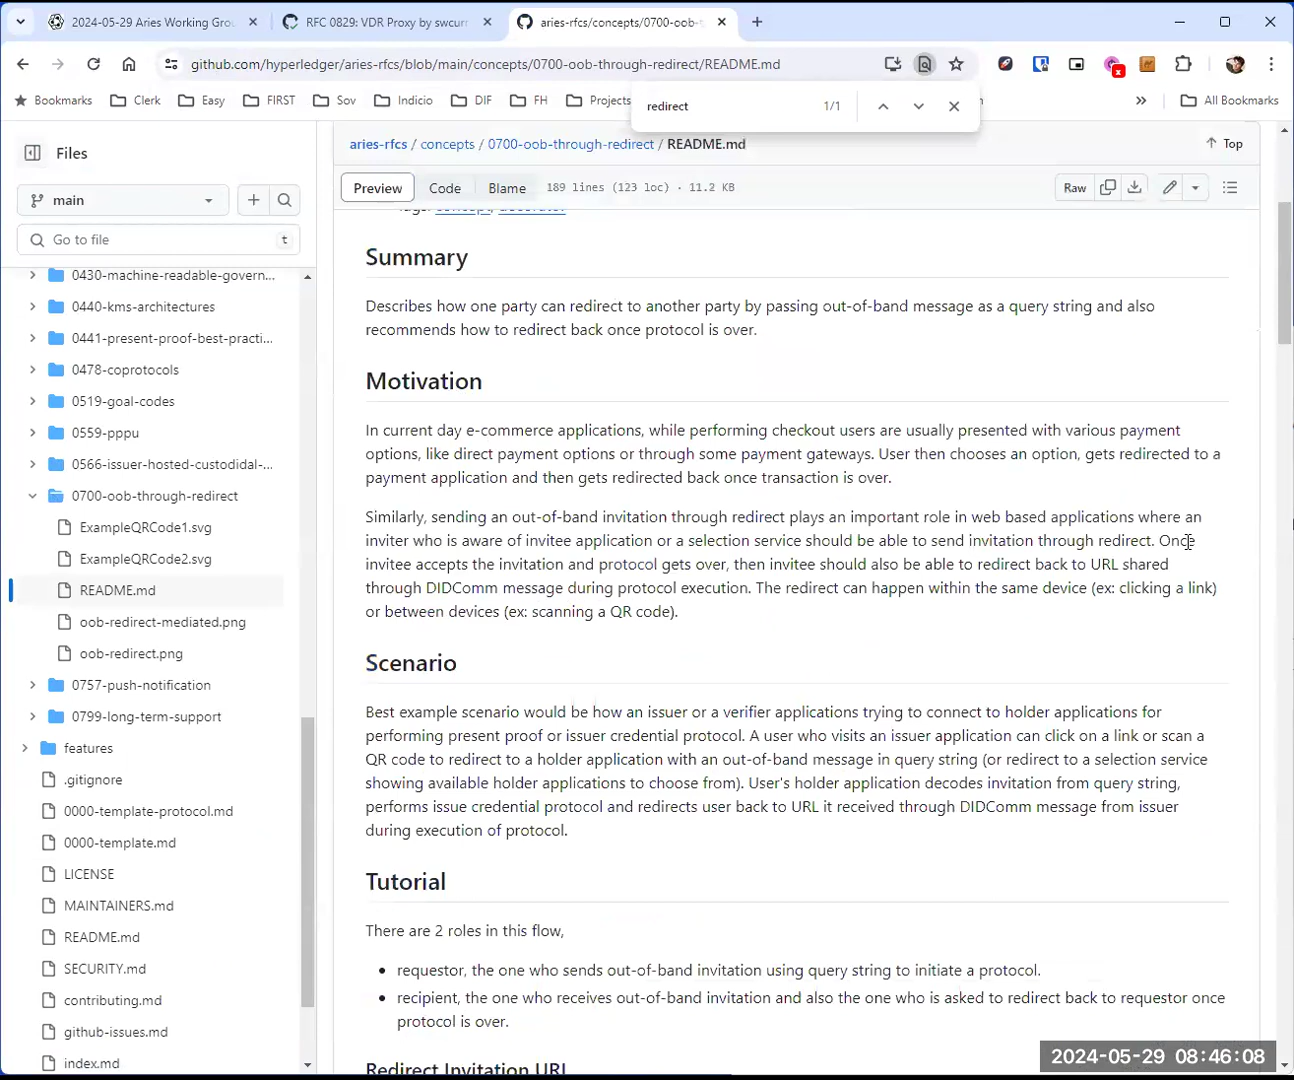 2024-05-29 Aries Working Grou
RFC 0829: VDR Proxy by swcurr
aries-rfcs/concepts/0700-oob-t
github.com/hyperledger/aries-rfcs/blob/main/concepts/0700-oob-through-redirect/README.md
Bookmarks
Clerk
Easy
FIRST
Sov
Indicio
DIF
FH
Projects
All Bookmarks
redirect
1/1
Files
main
Go to file
t
0430-machine-readable-govern...
0440-kms-architectures
0441-present-proof-best-practi...
0478-coprotocols
0519-goal-codes
0559-pppu
0566-issuer-hosted-custodidal-...
0700-oob-through-redirect
ExampleQRCode1.svg
ExampleQRCode2.svg
README.md
oob-redirect-mediated.png
oob-redirect.png
0757-push-notification
0799-long-term-support
features
.gitignore
0000-template-protocol.md
0000-template.md
LICENSE
MAINTAINERS.md
README.md
SECURITY.md
contributing.md
github-issues.md
index.md
aries-rfcs / concepts / 0700-oob-through-redirect / README.md
Top
Preview
Code
Blame
189 lines (123 loc) · 11.2 KB
Raw
Summary
Describes how one party can redirect to another party by passing out-of-band message as a query string and also
recommends how to redirect back once protocol is over.
Motivation
In current day e-commerce applications, while performing checkout users are usually presented with various payment
options, like direct payment options or through some payment gateways. User then chooses an option, gets redirected to a
payment application and then gets redirected back once transaction is over.
Similarly, sending an out-of-band invitation through redirect plays an important role in web based applications where an
inviter who is aware of invitee application or a selection service should be able to send invitation through redirect. Once
invitee accepts the invitation and protocol gets over, then invitee should also be able to redirect back to URL shared
through DIDComm message during protocol execution. The redirect can happen within the same device (ex: clicking a link)
or between devices (ex: scanning a QR code).
Scenario
Best example scenario would be how an issuer or a verifier applications trying to connect to holder applications for
performing present proof or issuer credential protocol. A user who visits an issuer application can click on a link or scan a
QR code to redirect to a holder application with an out-of-band message in query string (or redirect to a selection service
showing available holder applications to choose from). User's holder application decodes invitation from query string,
performs issue credential protocol and redirects user back to URL it received through DIDComm message from issuer
during execution of protocol.
Tutorial
There are 2 roles in this flow,
• requestor, the one who sends out-of-band invitation using query string to initiate a protocol.
• recipient, the one who receives out-of-band invitation and also the one who is asked to redirect back to requestor once
protocol is over.
Redirect Invitation URL
2024-05-29 08:46:08